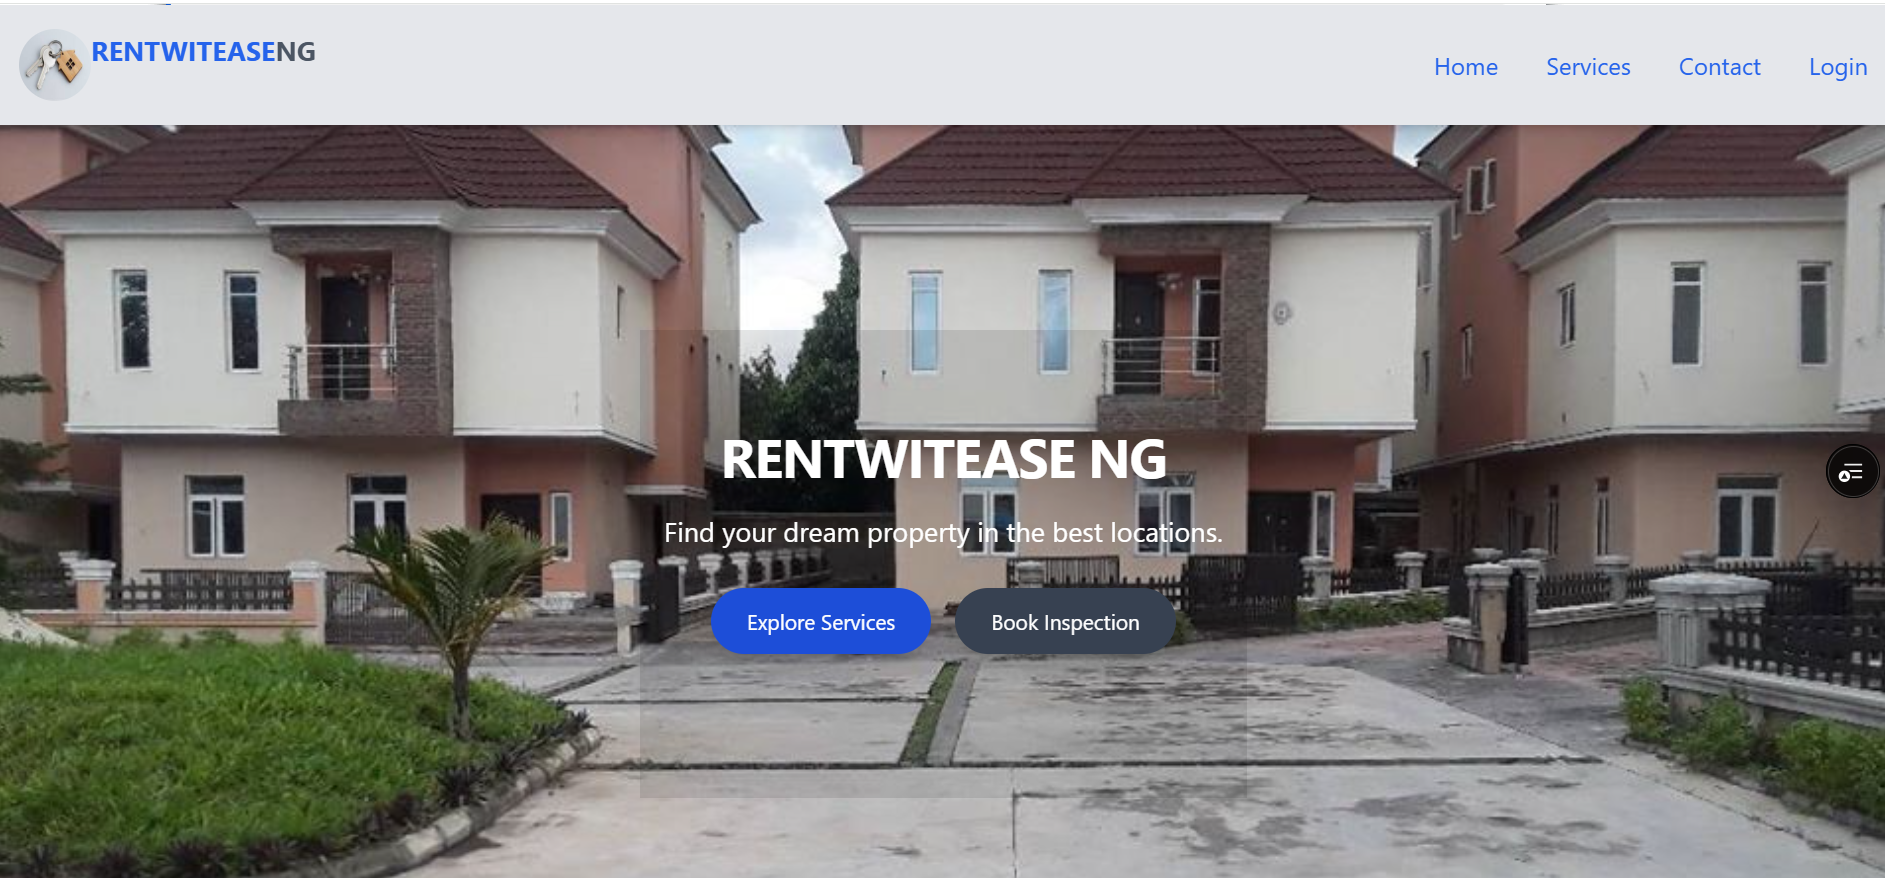 RENTWITEASENG
Home Services Contact Login
RENTWITEASE NG
Find your dream property in the best locations.
Explore Services Book Inspection